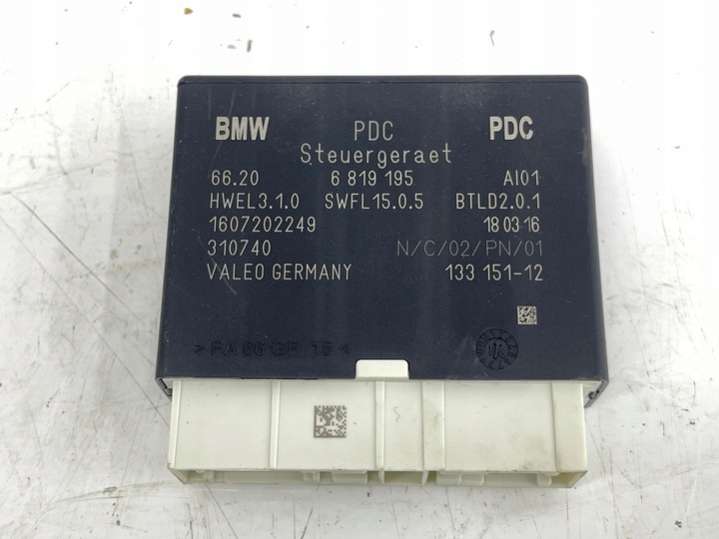 BMW PDC PDC
Steuergeraet
66.20 6 819 195 AI01
HWEL3.1.0 SWFL15.0.5 BTLD2.0.1
1607202249 18 03 16
310740 N/C/02/PN/01
VALEO GERMANY 133 151-12